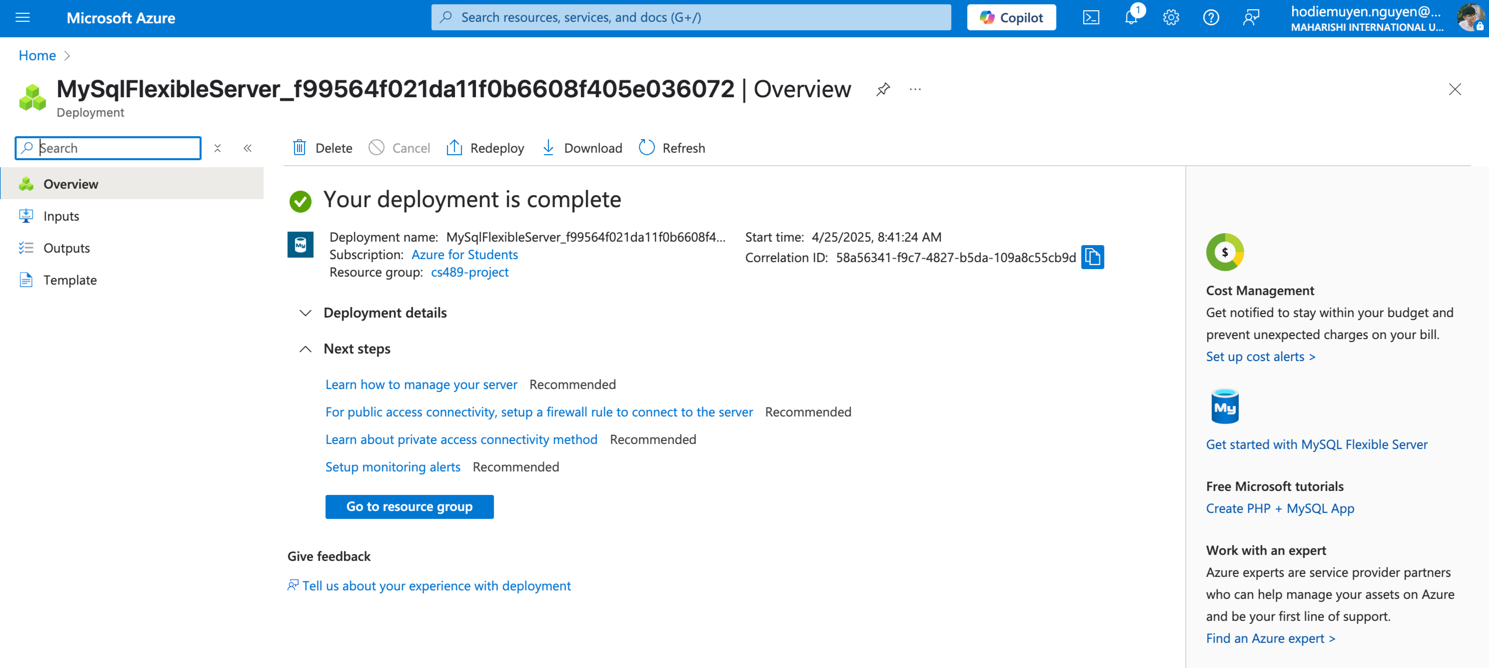 Microsoft Azure
Search resources, services, and docs (G+/)
Copilot
1
hodiemuyen.nguyen@...
MAHARISHI INTERNATIONAL U...
Home >
MySqlFlexibleServer_f99564f021da11f0b6608f405e036072 | Overview
...
Deployment
Search
Overview
Inputs
Outputs
Template
Delete
Cancel
Redeploy
Download
Refresh
Your deployment is complete
My
Deployment name: MySqlFlexibleServer_f99564f021da11f0b6608f4...
Subscription: Azure for Students
Resource group: cs489-project
Start time: 4/25/2025, 8:41:24 AM
Correlation ID: 58a56341-f9c7-4827-b5da-109a8c55cb9d
Deployment details
Next steps
Learn how to manage your server Recommended
For public access connectivity, setup a firewall rule to connect to the server Recommended
Learn about private access connectivity method Recommended
Setup monitoring alerts Recommended
Go to resource group
Give feedback
Tell us about your experience with deployment
$
Cost Management
Get notified to stay within your budget and
prevent unexpected charges on your bill.
Set up cost alerts >
My
Get started with MySQL Flexible Server
Free Microsoft tutorials
Create PHP + MySQL App
Work with an expert
Azure experts are service provider partners
who can help manage your assets on Azure
and be your first line of support.
Find an Azure expert >